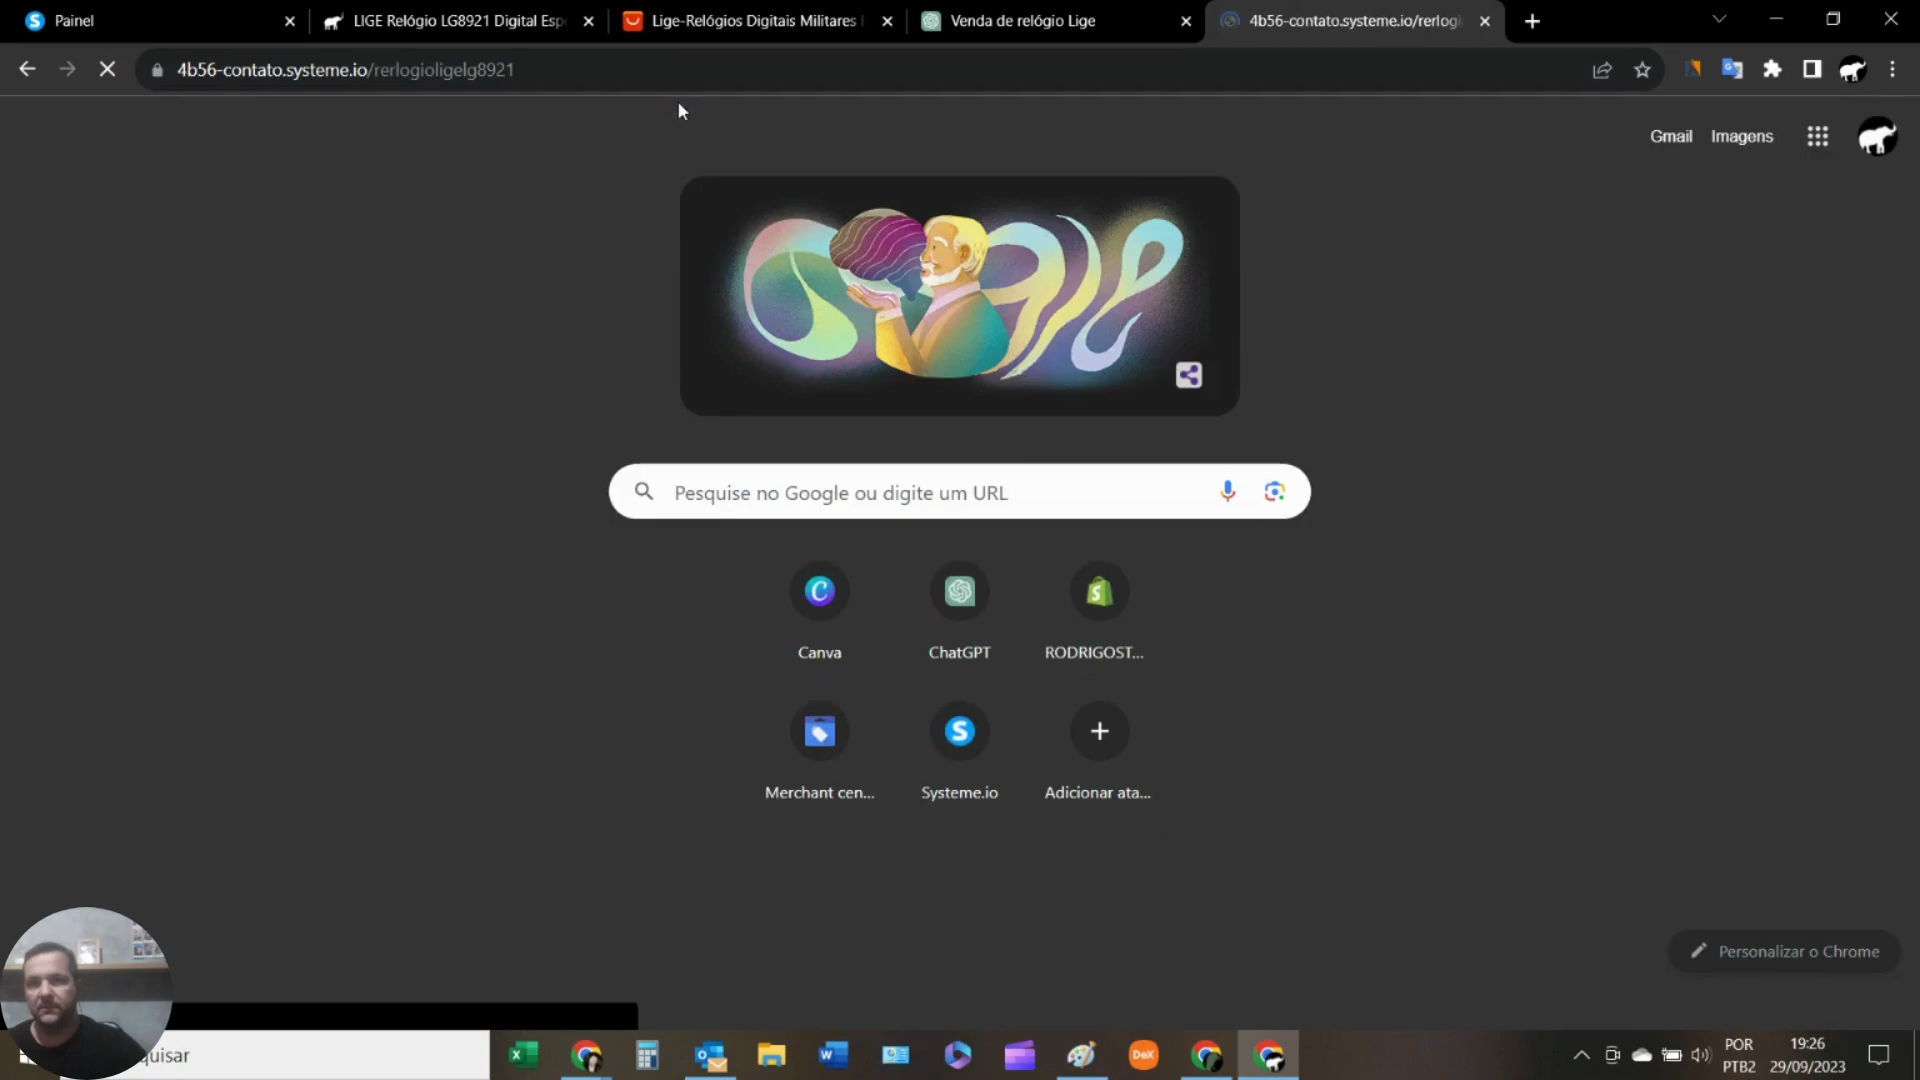 Painel
LIGE Relógio LG8921 Digital Esp
Lige-Relógios Digitais Militares
Venda de relógio Lige
4b56-contato.systeme.io/rerlogi
4b56-contato.systeme.io/rerlogioligelg8921
Gmail
Imagens
Pesquise no Google ou digite um URL
Canva
ChatGPT
RODRIGOST...
Merchant cen...
Systeme.io
Adicionar ata...
Personalizar o Chrome
quisar
DeX
POR
PTB2
19:26
29/09/2023